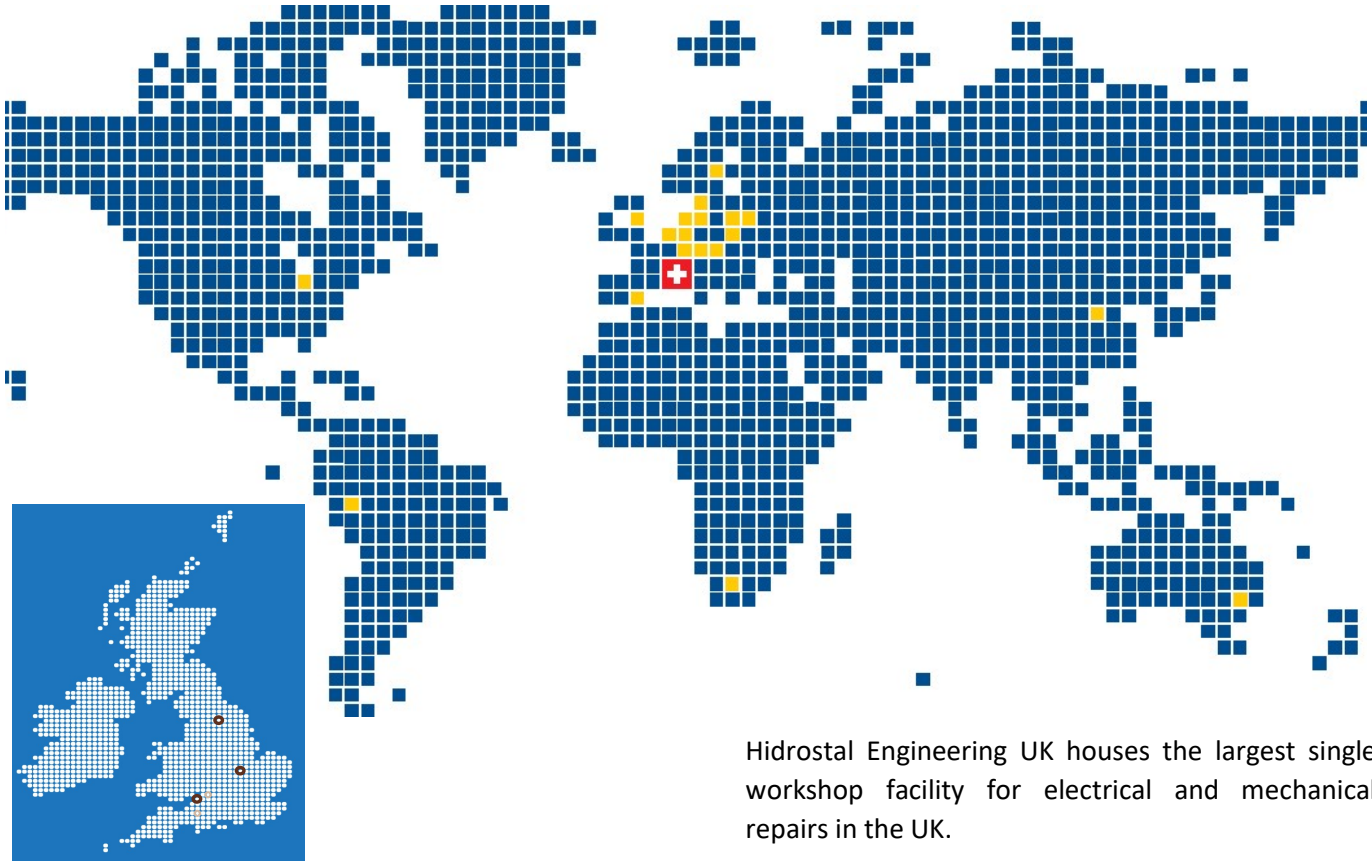 Hidrostal Engineering UK houses the largest single
workshop facility for electrical and mechanical
repairs in the UK.